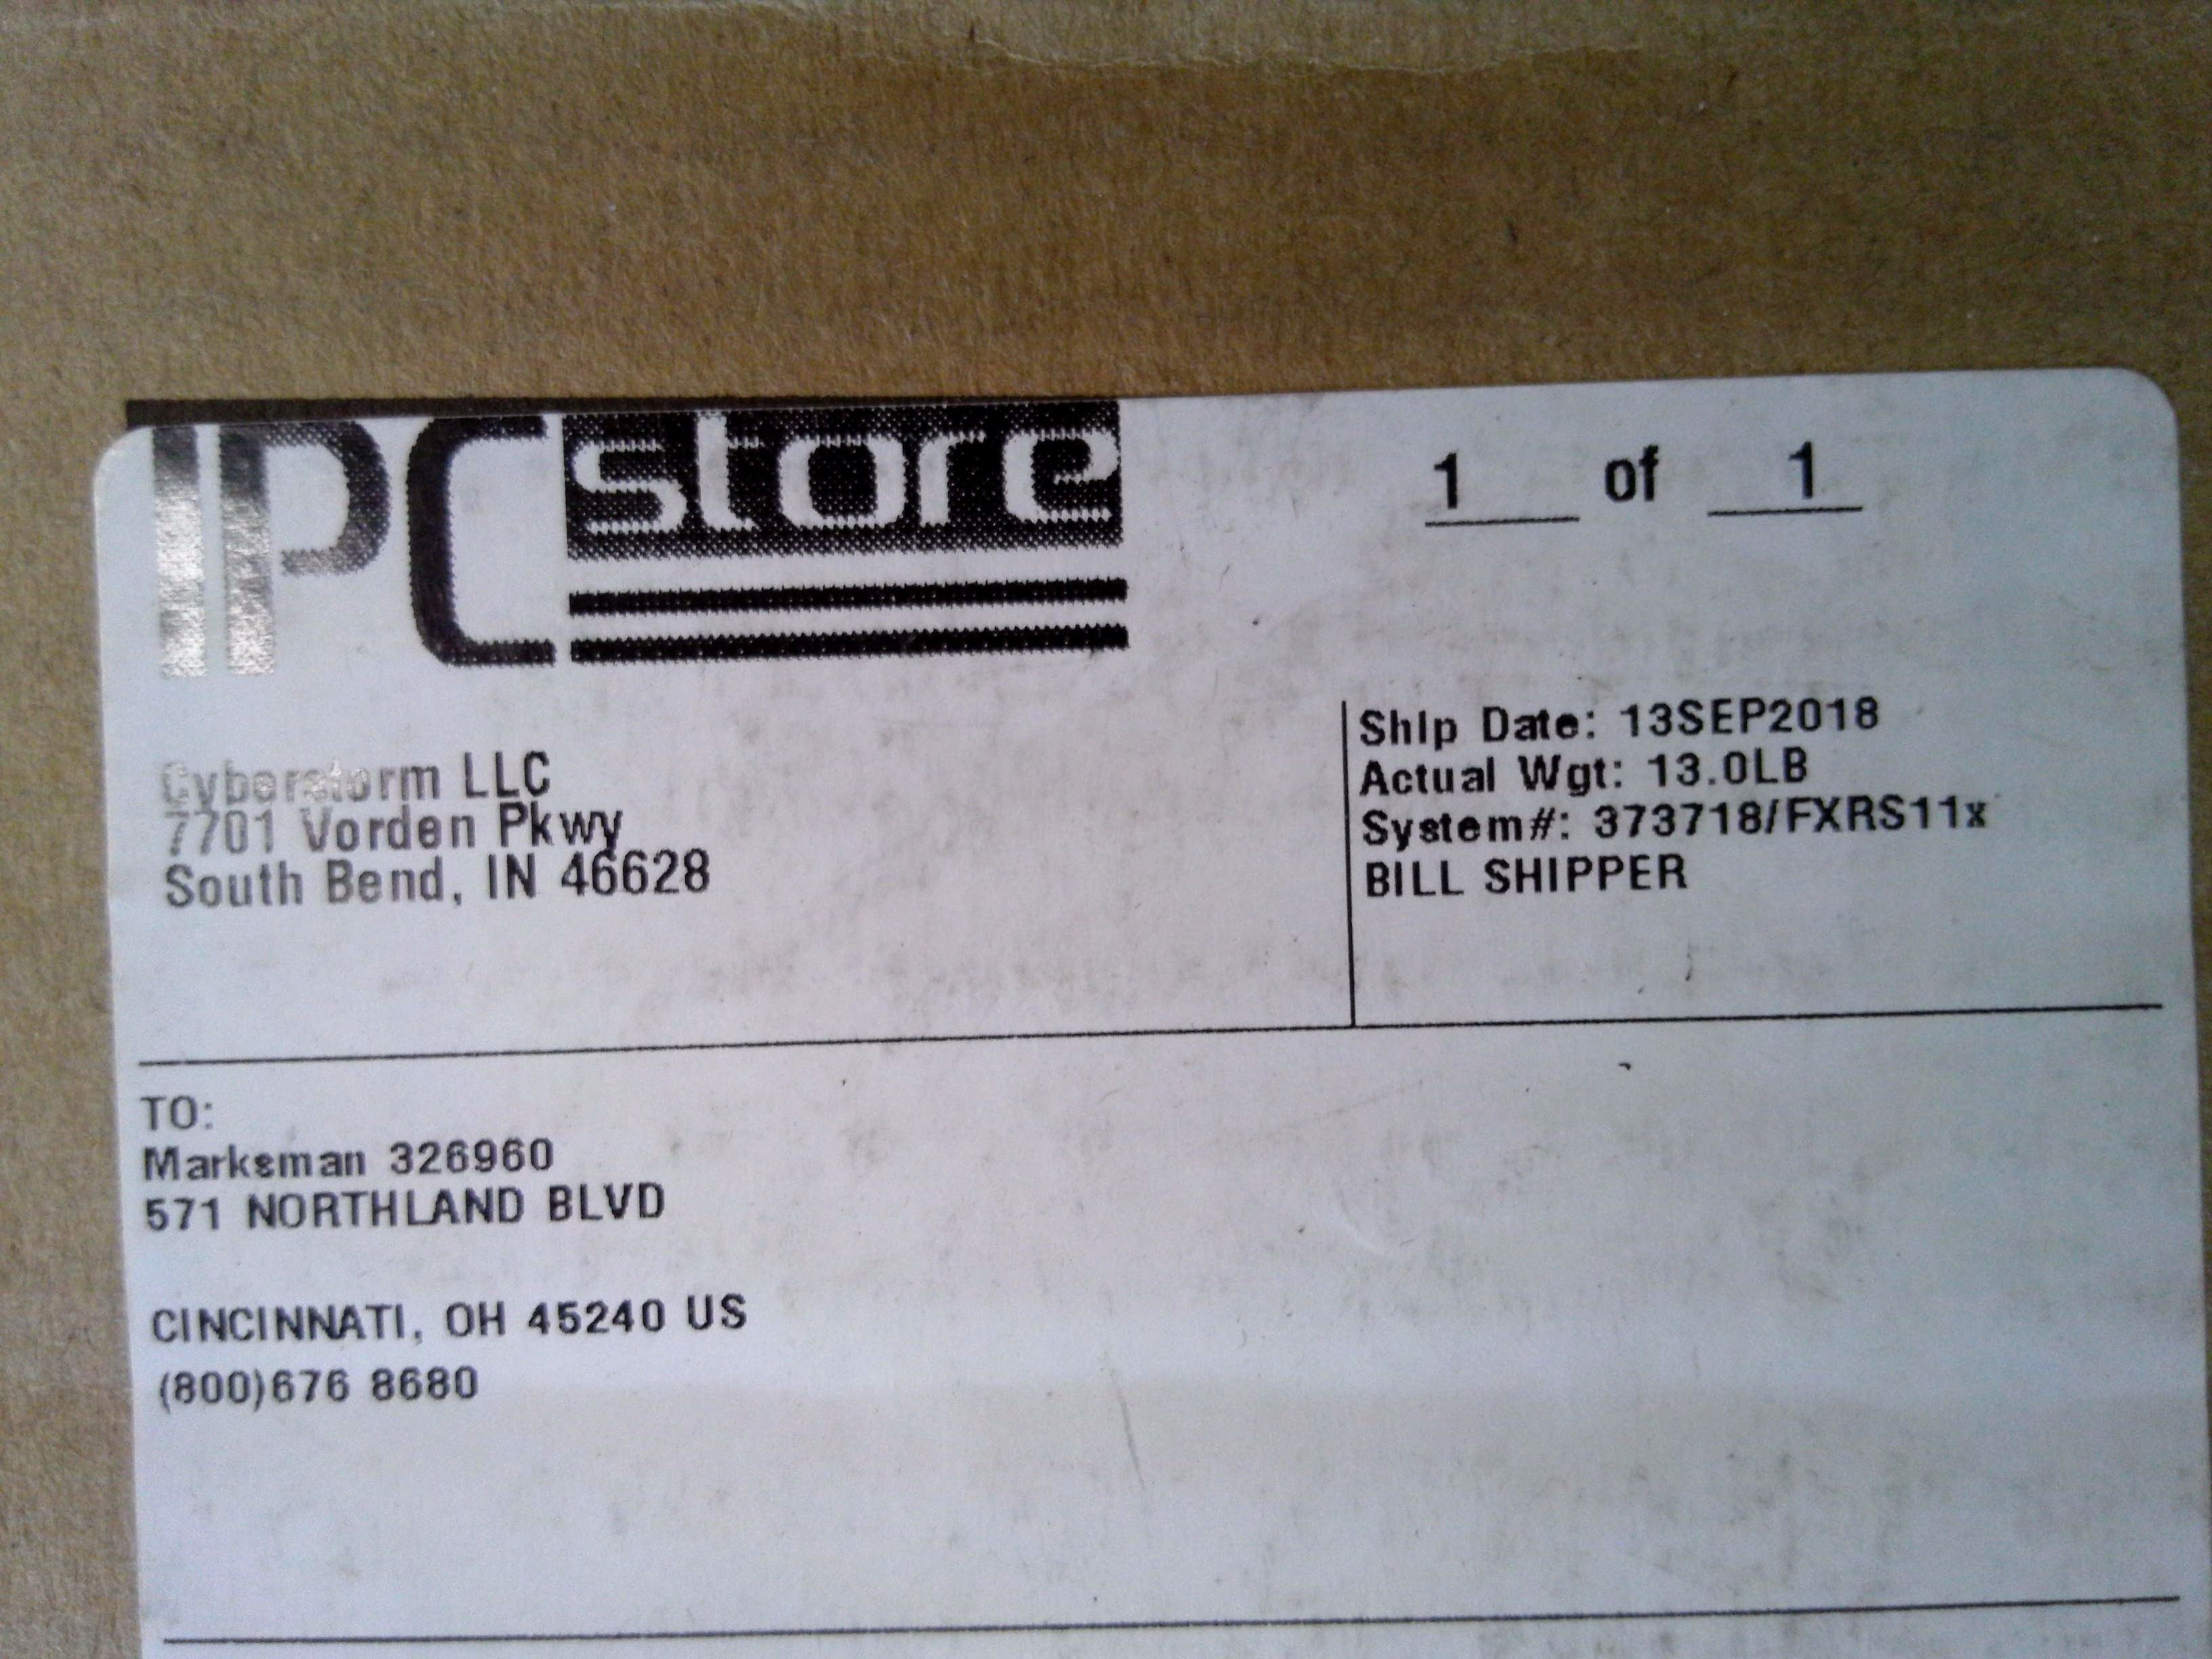 IPC store
1 of 1
Cyberstorm LLC
7701 Vorden Pkwy
South Bend, IN 46628
Ship Date: 13SEP2018
Actual Wgt: 13.0LB
System#: 373718/FXRS11x
BILL SHIPPER
TO:
Marksman 326960
571 NORTHLAND BLVD
CINCINNATI, OH 45240 US
(800)676 8680